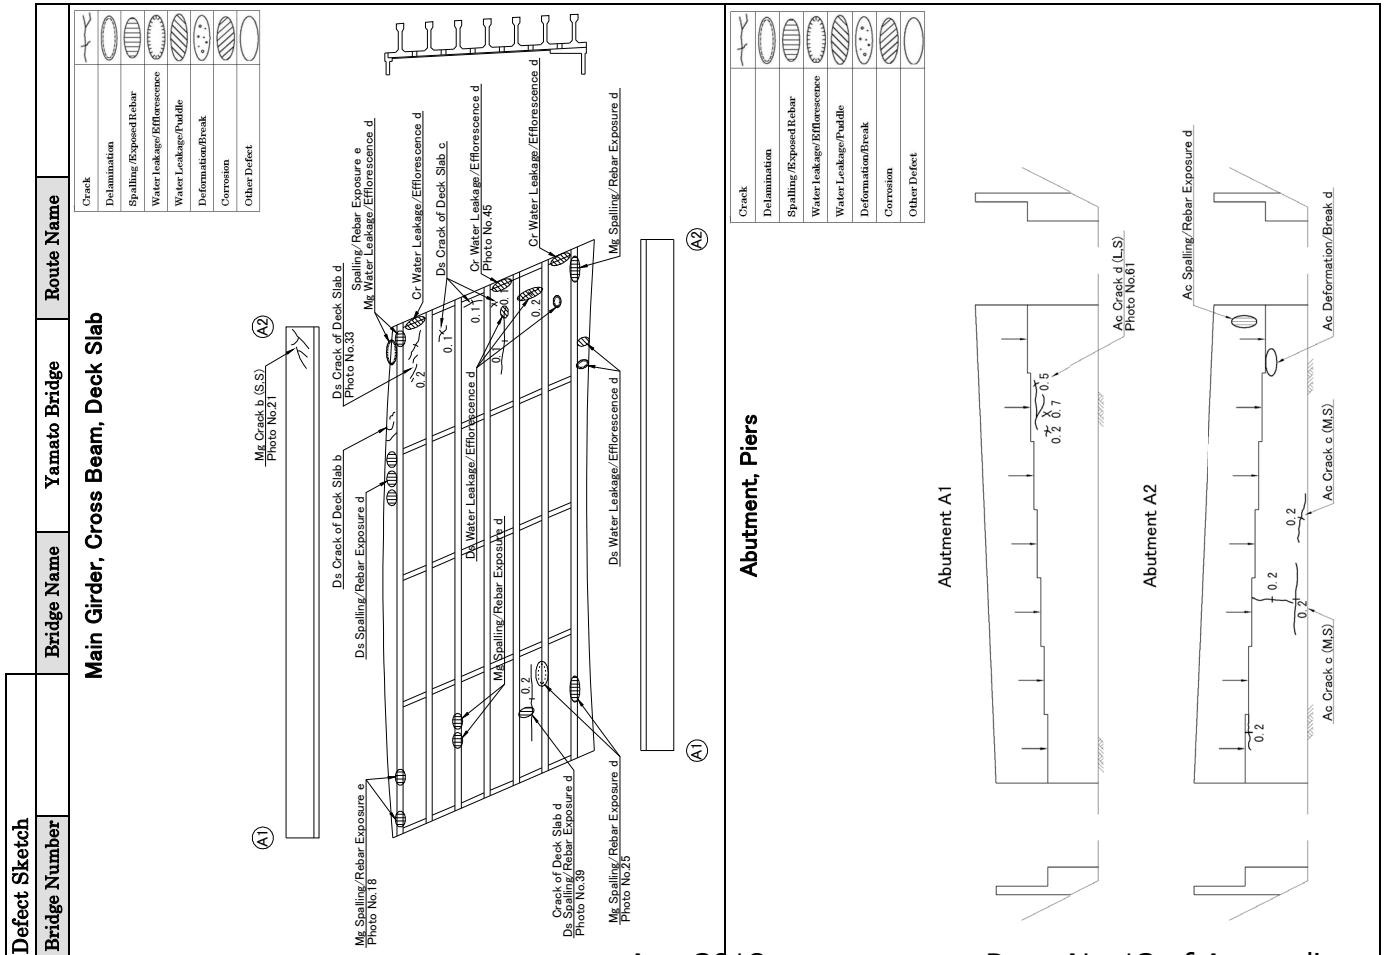 Defect Sketch
Bridge Number
Bridge Name
Yamato Bridge
Route Name
Main Girder, Cross Beam, Deck Slab
Crack
Delamination
Spalling/Exposed Rebar
Water leakage/Efflorescence
Water Leakage/Puddle
Deformation/Break
Corrosion
Other Defect
A1
A2
Mg Crack b (S,S)
Photo No.21
Ds Crack of Deck Slab d
Photo No.33
Spalling/Rebar Exposure e
Mg Water Leakage/Efflorescence d
Cr Water Leakage/Efflorescence d
Ds Crack of Deck Slab c
Cr Water Leakage/Efflorescence d
Photo No.45
Cr Water Leakage/Efflorescence d
Mg Spalling/Rebar Exposure d
Ds Crack of Deck Slab b
Ds Spalling/Rebar Exposure d
Ds Water Leakage/Efflorescence d
Mg Spalling/Rebar Exposure d
Ds Water Leakage/Efflorescence d
0.2
0.1
0.1
0.1
0.1
0.2
0.2
Mg Spalling/Rebar Exposure e
Photo No.18
Crack of Deck Slab d
Ds Spalling/Rebar Exposure d
Photo No.39
Mg Spalling/Rebar Exposure d
Photo No.25
A1
A2
Abutment, Piers
Crack
Delamination
Spalling/Exposed Rebar
Water leakage/Efflorescence
Water Leakage/Puddle
Deformation/Break
Corrosion
Other Defect
Abutment A1
0.2
0.7
0.5
Ac Crack d (L,S)
Photo No.61
Abutment A2
Ac Spalling/Rebar Exposure d
Ac Deformation/Break d
Ac Crack c (M,S)
Ac Crack c (M,S)
0.2
0.2
0.2
0.2